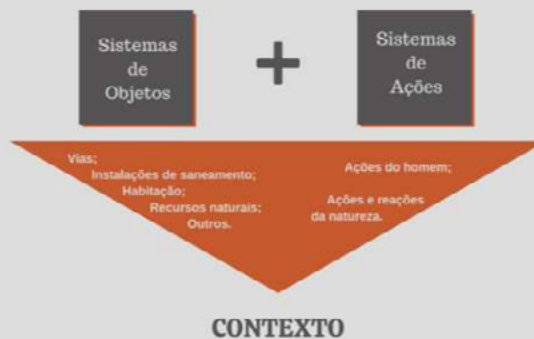 Sistemas
de
Objetos
+
Sistemas
de
Ações
Vias;
Instalações de saneamento;
Habitação;
Recursos naturais;
Outros.
Ações do homem;
Ações e reações
da natureza.
CONTEXTO